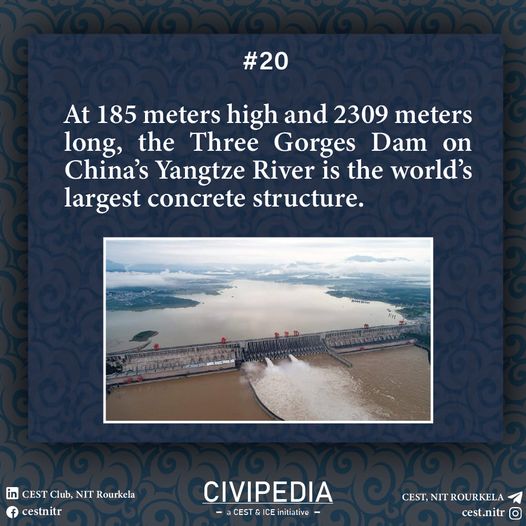 #20
At 185 meters high and 2309 meters
long, the Three Gorges Dam on
China's Yangtze River is the world's
largest concrete structure.
CEST Club, NIT Rourkela
cestnitr
CIVIPEDIA
– a CEST & ICE initiative –
CEST, NIT ROURKELA
cest.nitr